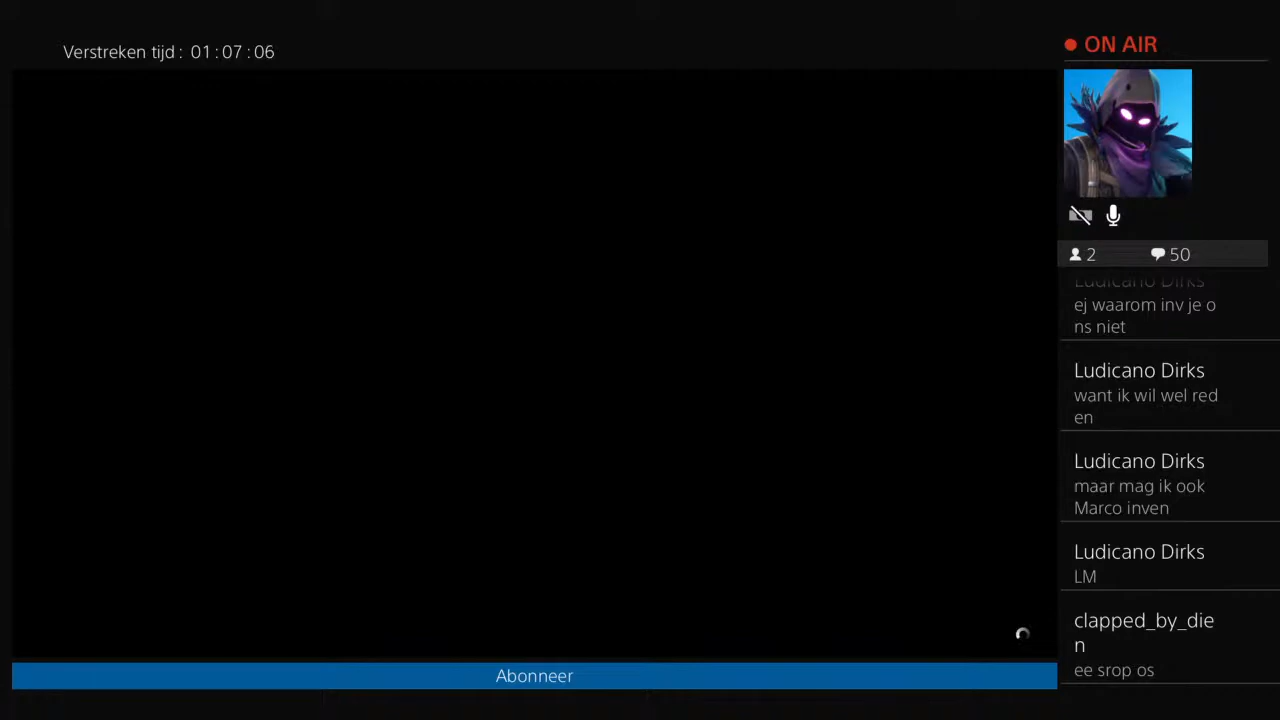 Verstreken tijd : 01 : 07 : 06
ON AIR
2 50
Ludicano Dirks
ej waarom inv je o
ns niet
Ludicano Dirks
want ik wil wel red
en
Ludicano Dirks
maar mag ik ook
Marco inven
Ludicano Dirks
LM
clapped_by_die
n
ee srop os
Abonneer